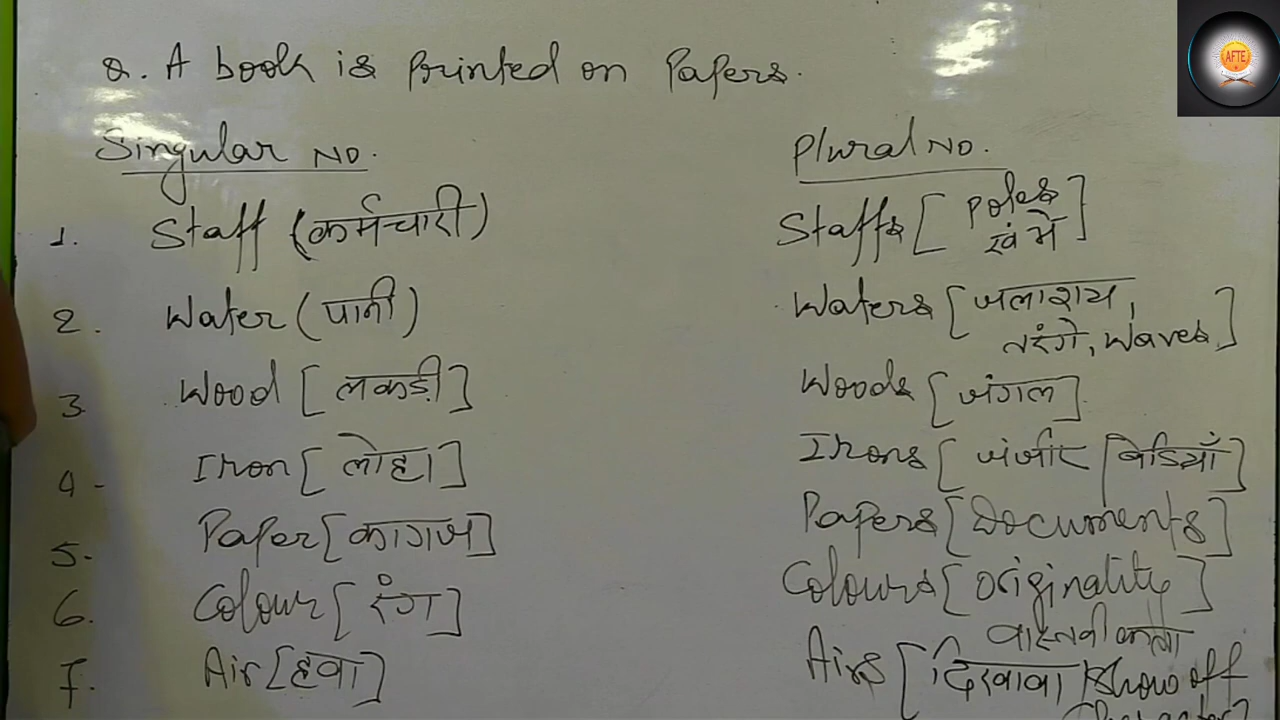 Q. A book is printed on Papers.
Singular No. Plural No.
1. Staff (कर्मचारी) Staffs [Poles
खंभे]
2. Water (पानी) Waters [जलाशय,
तरंगे, Waves,]
3 Wood [लकड़ी] Woods [जंगल]
4- Iron [लोहा] Irons [जंजीर/बेडियाँ]
5- Paper [कागज] Papers [Documents]
6. Colour [रंग] Colours [Originality]
वास्तवीकता
7. Air [हवा] Airs [दिखावा/Show off
AFTE